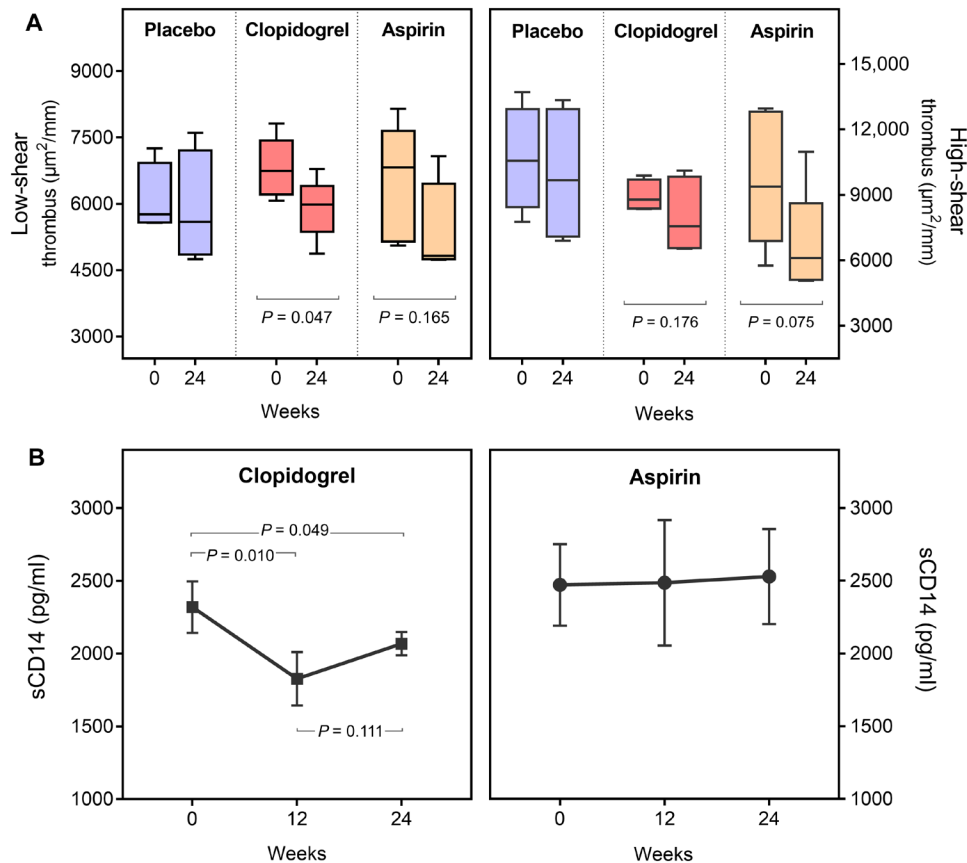 A
Placebo Clopidogrel Aspirin
Low-shear
thrombus (µm²/mm)
9000
7500
6000
4500
3000
P = 0.047
P = 0.165
0 24 0 24 0 24
Weeks
Placebo Clopidogrel Aspirin
15,000
12,000
9000
6000
3000
High-shear
thrombus (µm²/mm)
P = 0.176
P = 0.075
0 24 0 24 0 24
Weeks
B
Clopidogrel
sCD14 (pg/ml)
3000
2500
2000
1500
1000
P = 0.049
P = 0.010
P = 0.111
0 12 24
Weeks
Aspirin
3000
2500
2000
1500
1000
sCD14 (pg/ml)
0 12 24
Weeks